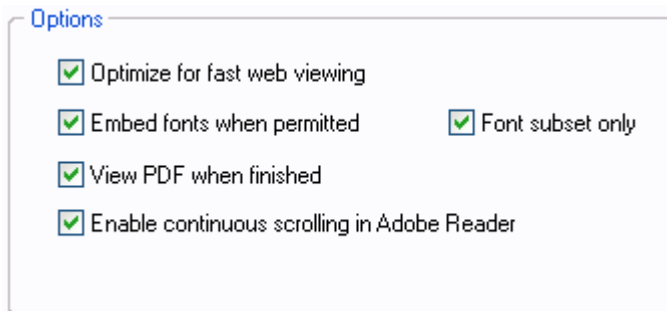 Options
Optimize for fast web viewing
Embed fonts when permitted Font subset only
View PDF when finished
Enable continuous scrolling in Adobe Reader